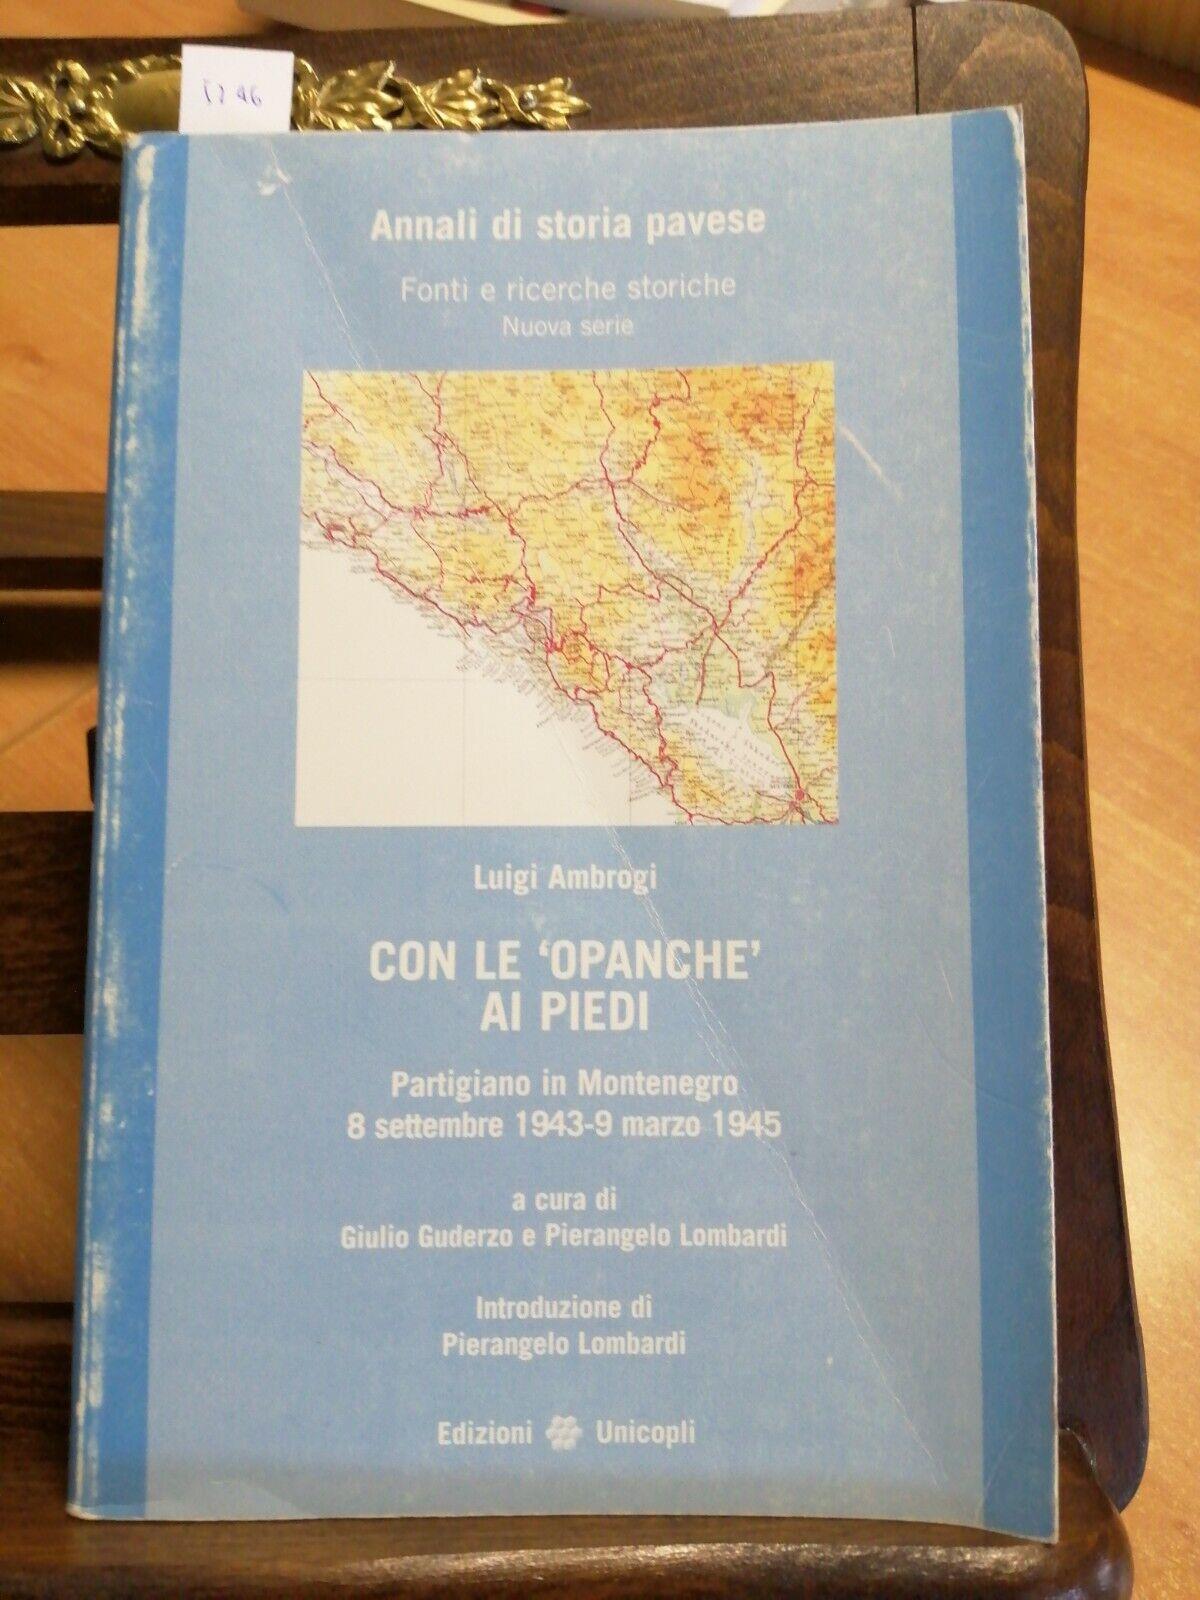 Annali di storia pavese
Fonti e ricerche storiche
Nuova serie
Luigi Ambrogi
CON LE ‘OPANCHE’
AI PIEDI
Partigiano in Montenegro
8 settembre 1943-9 marzo 1945
a cura di
Giulio Guderzo e Pierangelo Lombardi
Introduzione di
Pierangelo Lombardi
Edizioni Unicopli